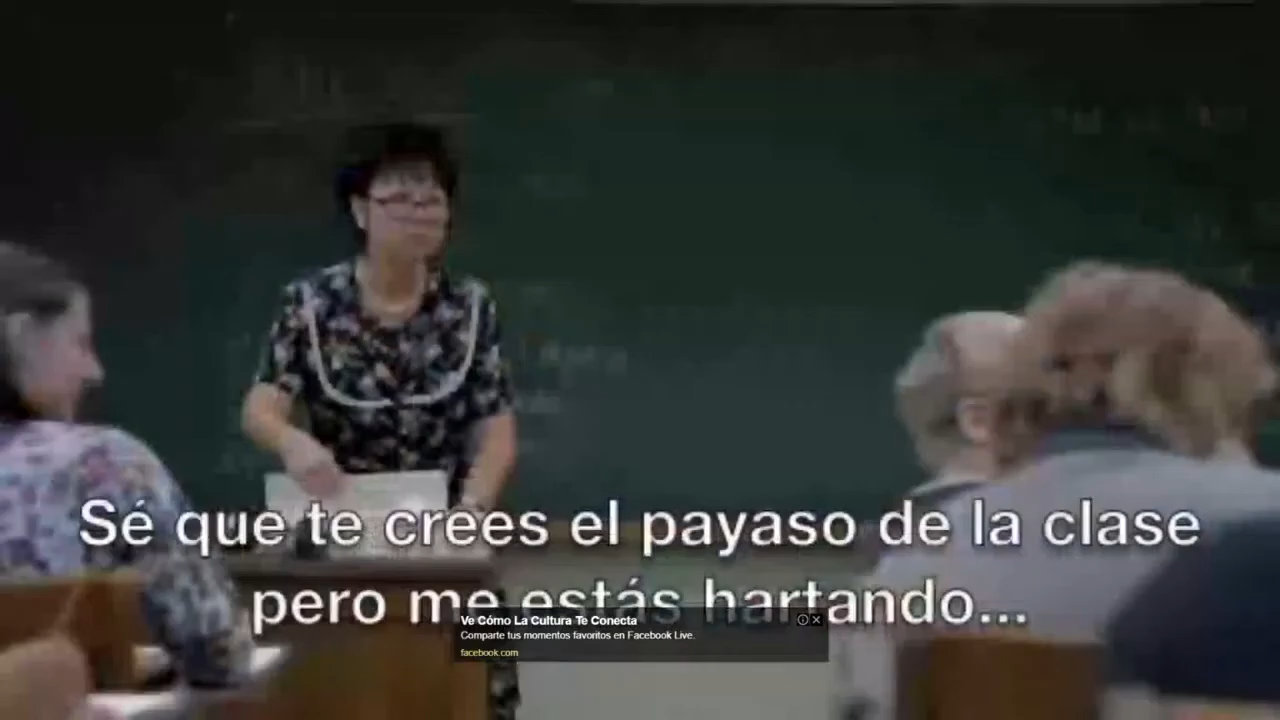 Sé que te crees el payaso de la clase
pero me estás hartando...
Ve Cómo La Cultura Te Conecta
Comparte tus momentos favoritos en Facebook Live.
facebook.com